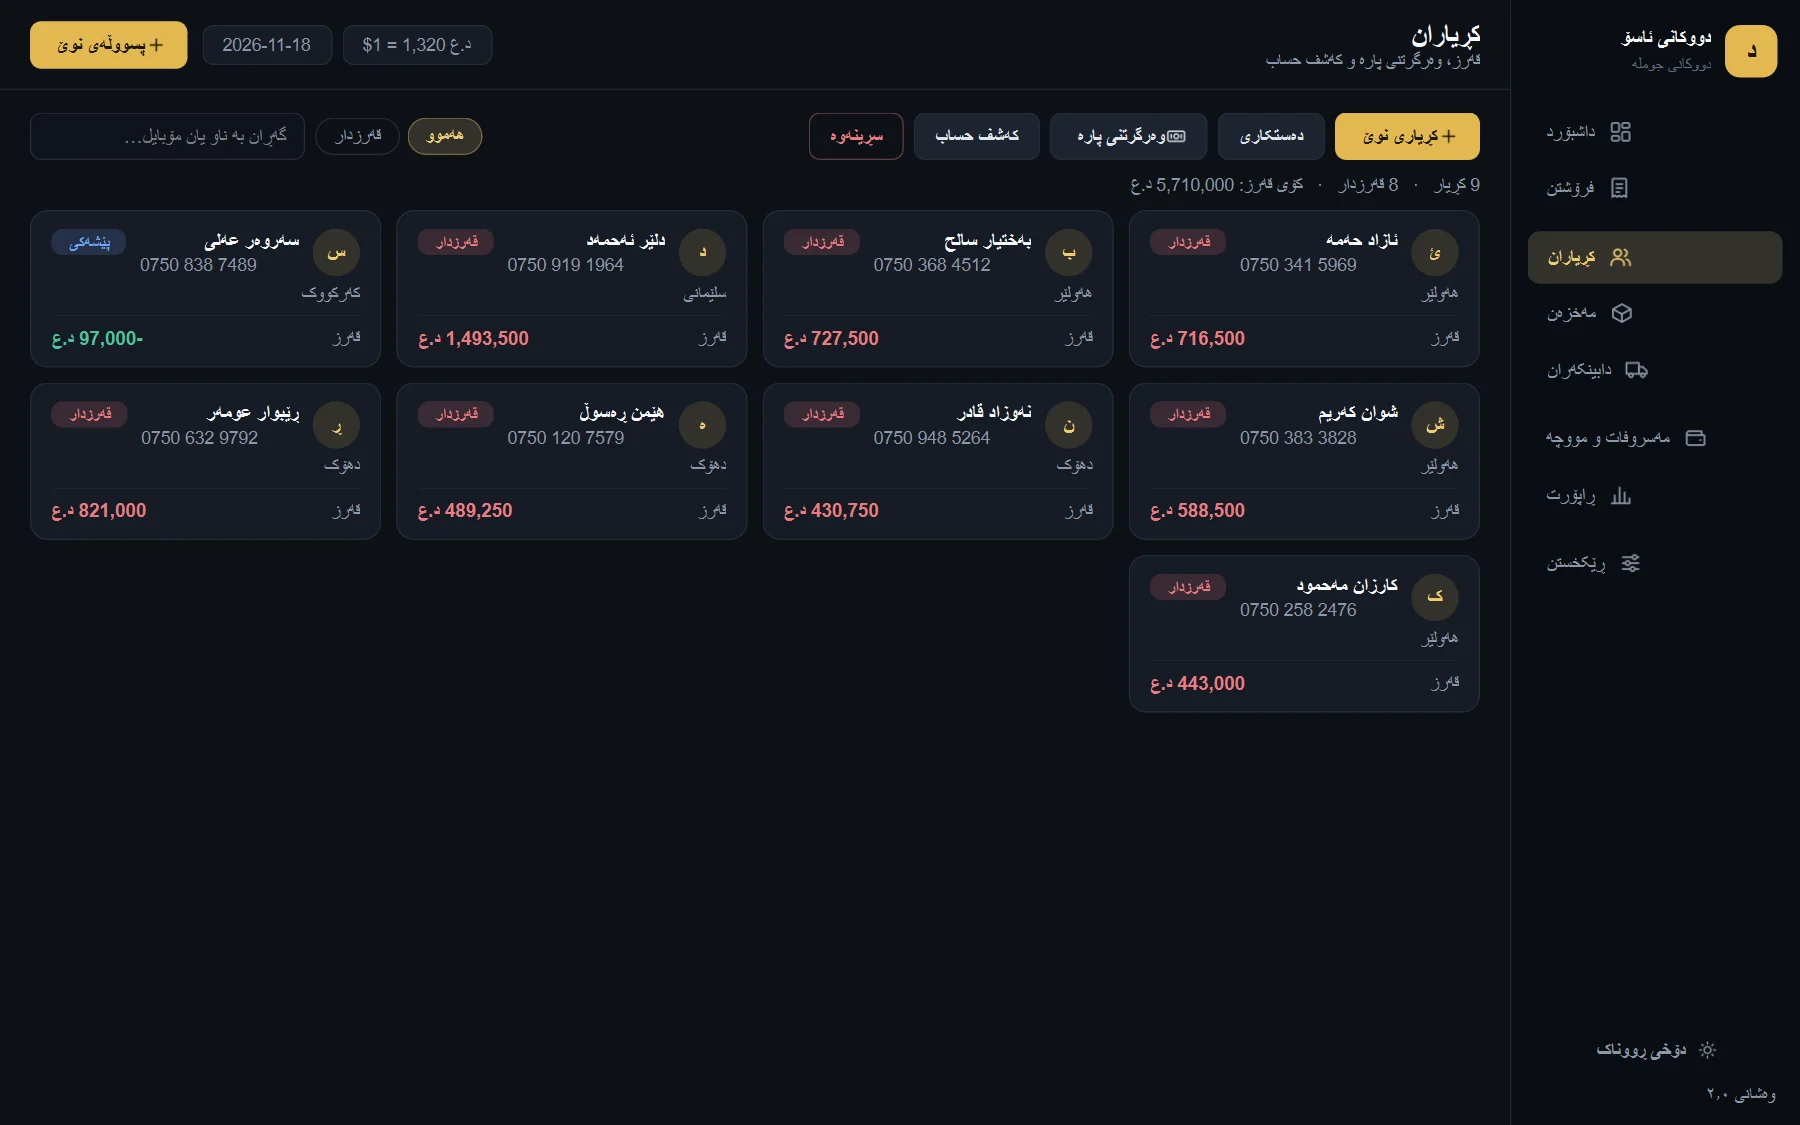 دووکانی ئاسۆ
دووکانی جوملە
د
داشبۆرد
فرۆشتن
کڕیاران
مەخزەن
دابینکەران
مەسروفات و مووچە
ڕاپۆرت
ڕێکخستن
دۆخی ڕووناک
وەشانی ٢,٠
کڕیاران
قەرز، وەرگرتنی پارە و کەشف حساب
$1 = 1,320 د.ع
2026-11-18
پسووڵەی نوێ
کڕیاری نوێ
دەستکاری
وەرگرتنی پارە
کەشف حساب
سڕینەوە
هەموو
قەرزدار
گەڕان بە ناو یان مۆبایل...
9 کڕیار · 8 قەرزدار · کۆی قەرز: 5,710,000 د.ع
ئ
ئازاد حەمە
قەرزدار
0750 341 5969
هەولێر
قەرز
716,500 د.ع
ب
بەختیار سالح
قەرزدار
0750 368 4512
هەولێر
قەرز
727,500 د.ع
د
دلێر ئەحمەد
قەرزدار
0750 919 1964
سلێمانی
قەرز
1,493,500 د.ع
س
سەروەر عەلی
پێشەکی
0750 838 7489
کەرکووک
قەرز
-97,000 د.ع
ش
شوان کەریم
قەرزدار
0750 383 3828
هەولێر
قەرز
588,500 د.ع
ن
نەوزاد قادر
قەرزدار
0750 948 5264
دهۆک
قەرز
430,750 د.ع
ه
هێمن ڕەسوڵ
قەرزدار
0750 120 7579
دهۆک
قەرز
489,250 د.ع
ڕ
ڕێبوار عومەر
قەرزدار
0750 632 9792
دهۆک
قەرز
821,000 د.ع
ک
کارزان مەحمود
قەرزدار
0750 258 2476
هەولێر
قەرز
443,000 د.ع